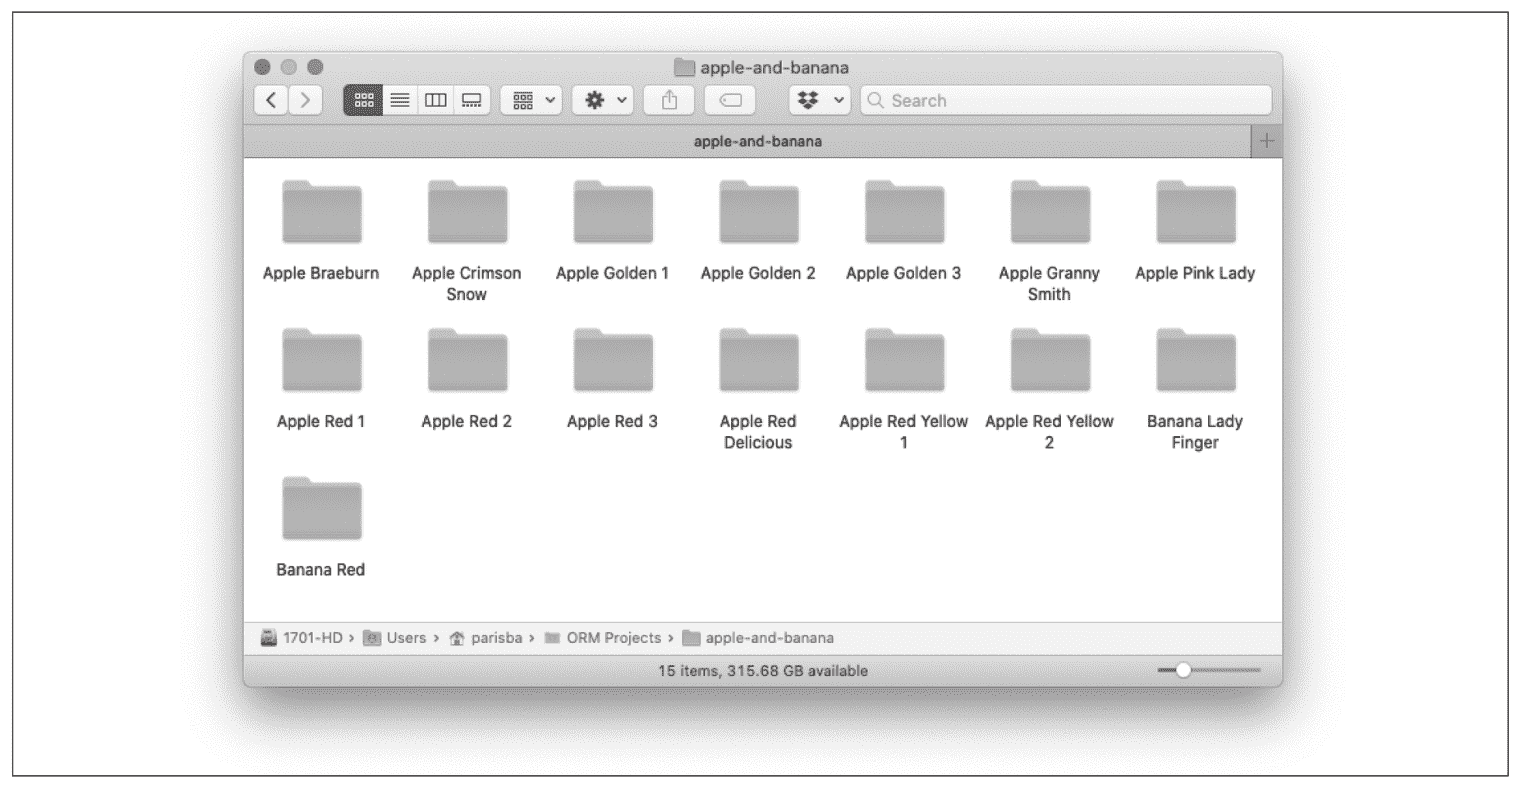 apple-and-banana
Search
apple-and-banana
Apple Braeburn
Apple Crimson
Snow
Apple Golden 1
Apple Golden 2
Apple Golden 3
Apple Granny
Smith
Apple Pink Lady
Apple Red 1
Apple Red 2
Apple Red 3
Apple Red
Delicious
Apple Red Yellow
1
Apple Red Yellow
2
Banana Lady
Finger
Banana Red
1701-HD › Users › parisba › ORM Projects › apple-and-banana
15 items, 315.68 GB available